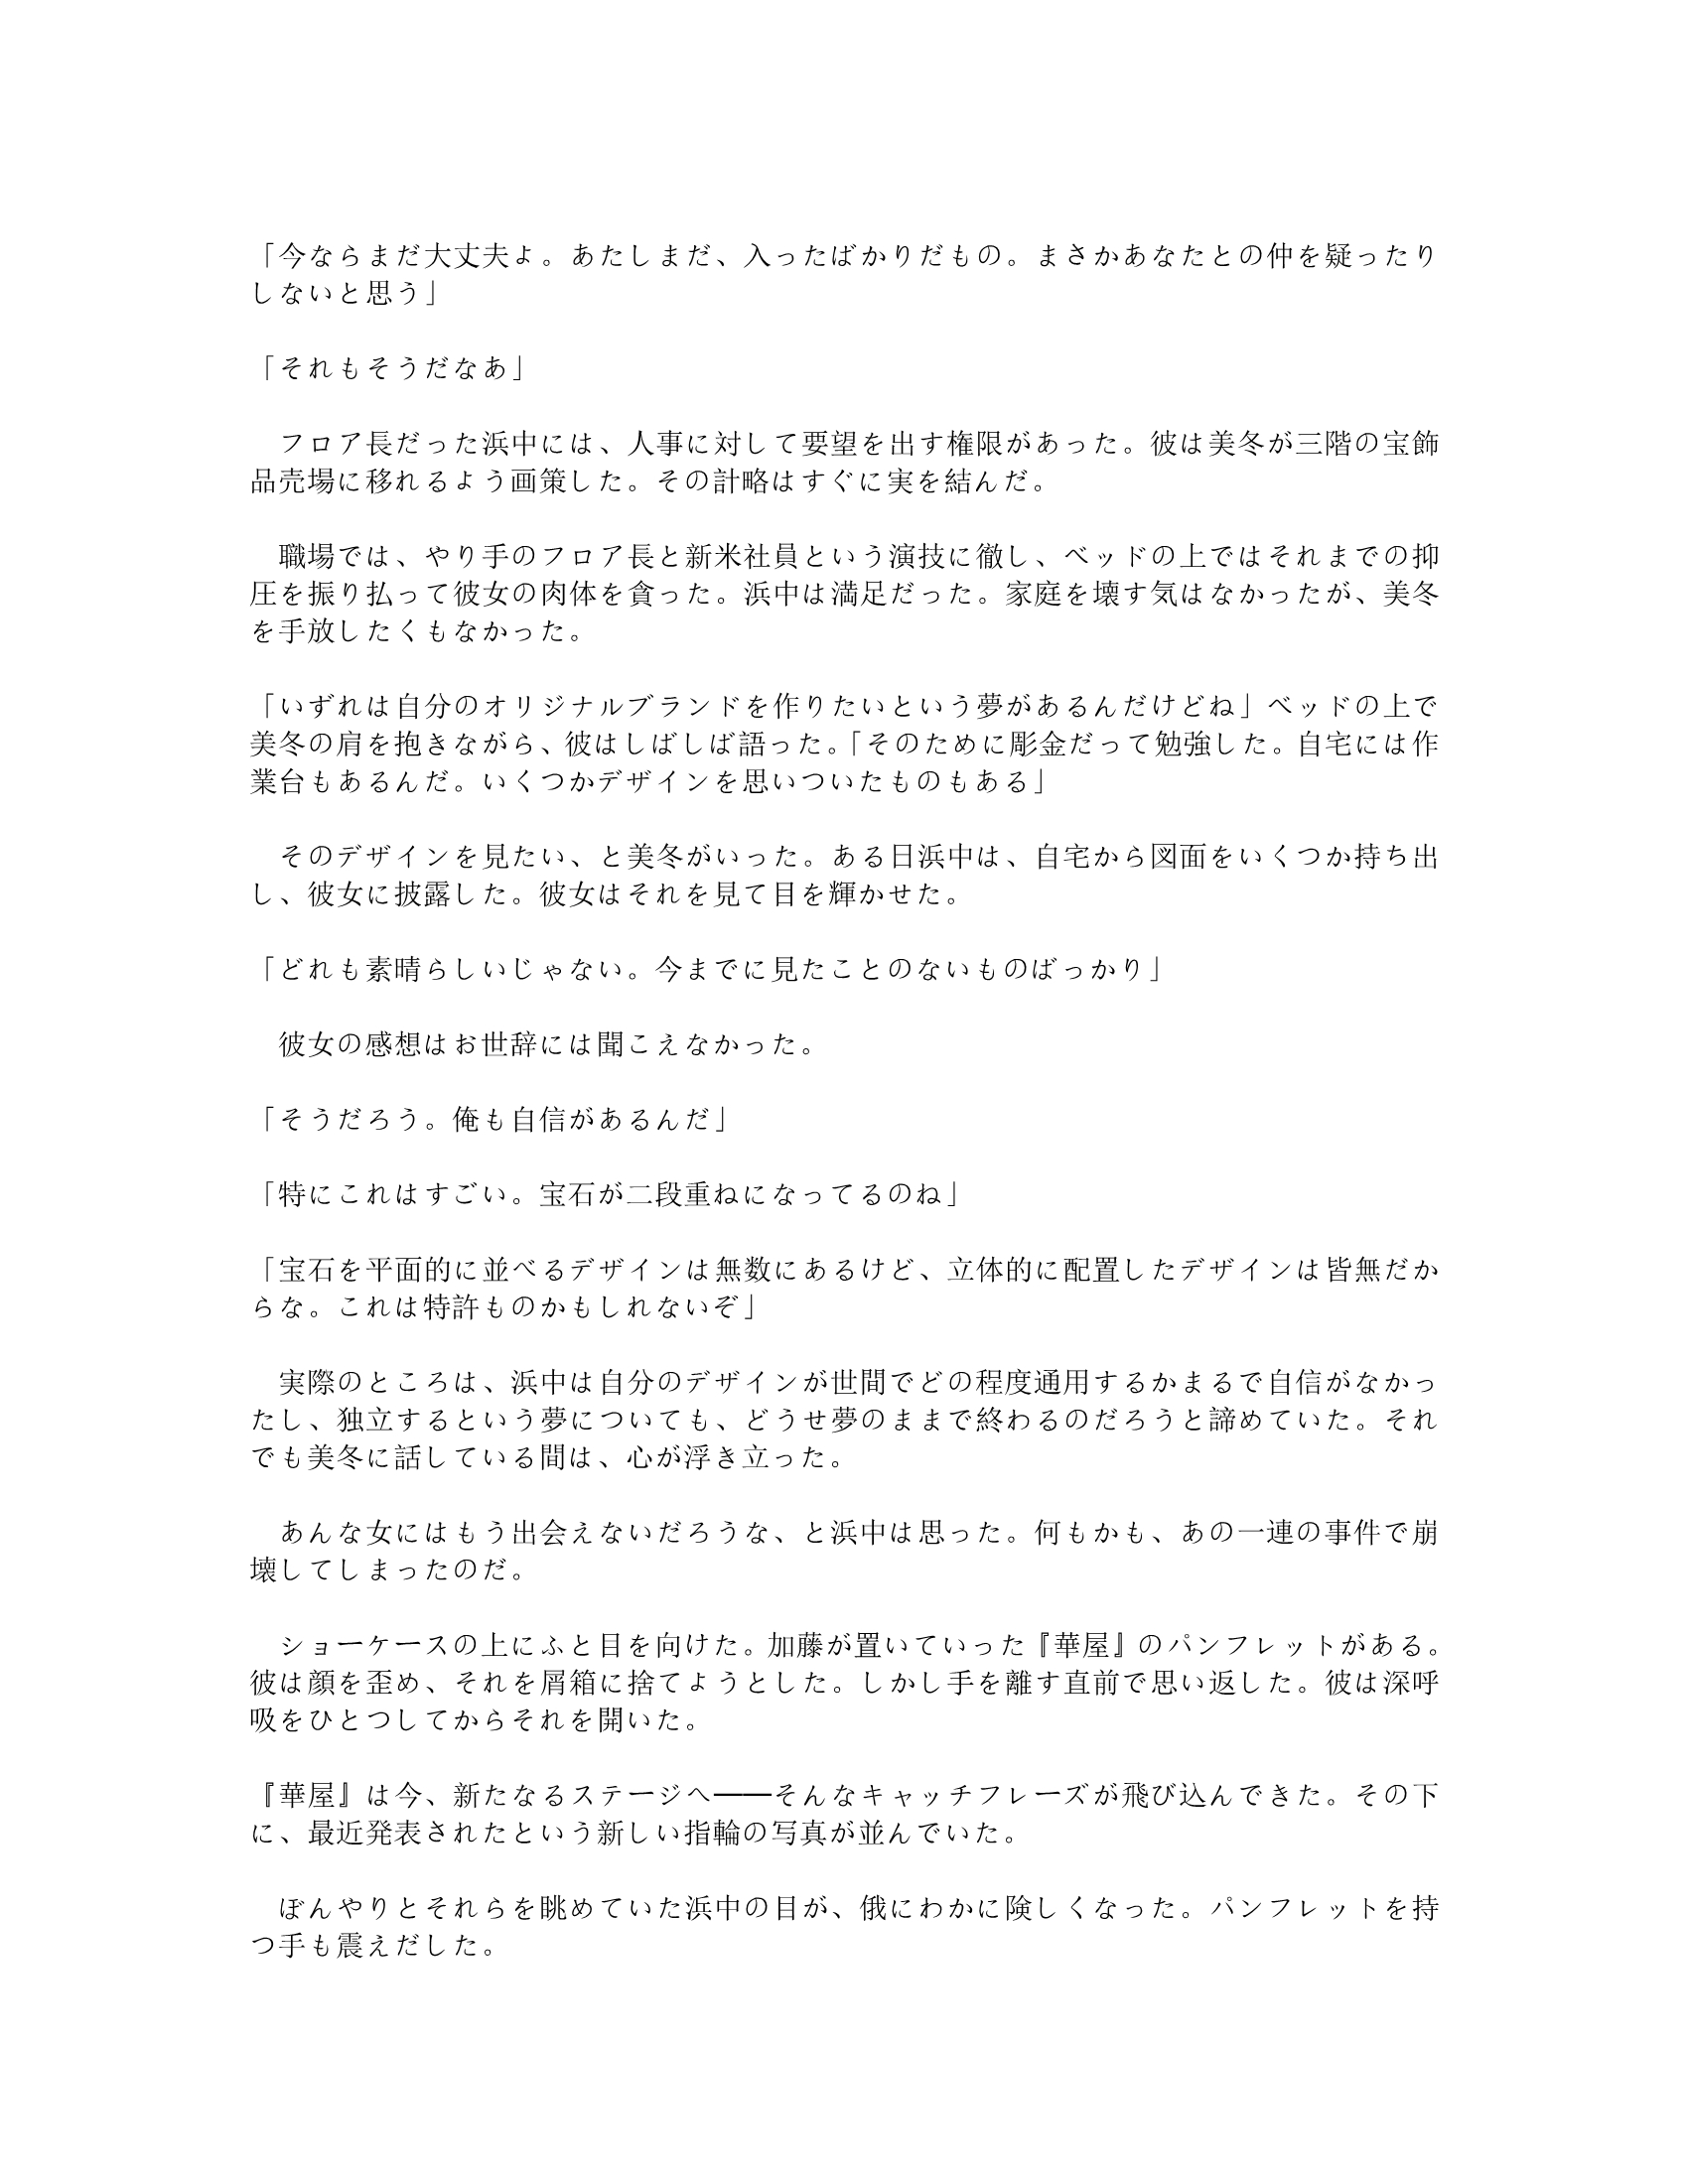 「今ならまだ大丈夫よ。あたしまだ、入ったばかりだもの。まさかあなたとの仲を疑ったり
しないと思う」
「それもそうだなあ」
　フロア長だった浜中には、人事に対して要望を出す権限があった。彼は美冬が三階の宝飾
品売場に移れるよう画策した。その計略はすぐに実を結んだ。
　職場では、やり手のフロア長と新米社員という演技に徹し、ベッドの上ではそれまでの抑
圧を振り払って彼女の肉体を貪った。浜中は満足だった。家庭を壊す気はなかったが、美冬
を手放したくもなかった。
「いずれは自分のオリジナルブランドを作りたいという夢があるんだけどね」ベッドの上で
美冬の肩を抱きながら、彼はしばしば語った。「そのために彫金だって勉強した。自宅には作
業台もあるんだ。いくつかデザインを思いついたものもある」
　そのデザインを見たい、と美冬がいった。ある日浜中は、自宅から図面をいくつか持ち出
し、彼女に披露した。彼女はそれを見て目を輝かせた。
「どれも素晴らしいじゃない。今までに見たことのないものばっかり」
　彼女の感想はお世辞には聞こえなかった。
「そうだろう。俺も自信があるんだ」
「特にこれはすごい。宝石が二段重ねになってるのね」
「宝石を平面的に並べるデザインは無数にあるけど、立体的に配置したデザインは皆無だか
らな。これは特許ものかもしれないぞ」
　実際のところは、浜中は自分のデザインが世間でどの程度通用するかまるで自信がなかっ
たし、独立するという夢についても、どうせ夢のままで終わるのだろうと諦めていた。それ
でも美冬に話している間は、心が浮き立った。
　あんな女にはもう出会えないだろうな、と浜中は思った。何もかも、あの一連の事件で崩
壊してしまったのだ。
　ショーケースの上にふと目を向けた。加藤が置いていった『華屋』のパンフレットがある。
彼は顔を歪め、それを屑箱に捨てようとした。しかし手を離す直前で思い返した。彼は深呼
吸をひとつしてからそれを開いた。
『華屋』は今、新たなるステージへ――そんなキャッチフレーズが飛び込んできた。その下
に、最近発表されたという新しい指輪の写真が並んでいた。
　ぼんやりとそれらを眺めていた浜中の目が、俄にわかに険しくなった。パンフレットを持
つ手も震えだした。